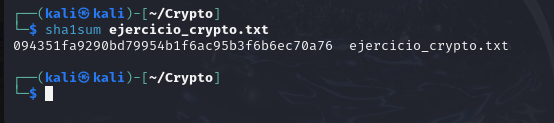 ┌──(kali㉿kali)-[~/Crypto]
└─$ sha1sum ejercicio_crypto.txt
094351fa9290bd79954b1f6ac95b3f6b6ec70a76  ejercicio_crypto.txt
┌──(kali㉿kali)-[~/Crypto]
└─$